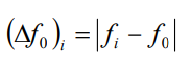 (Δf₀)ᵢ = |fᵢ − f₀|